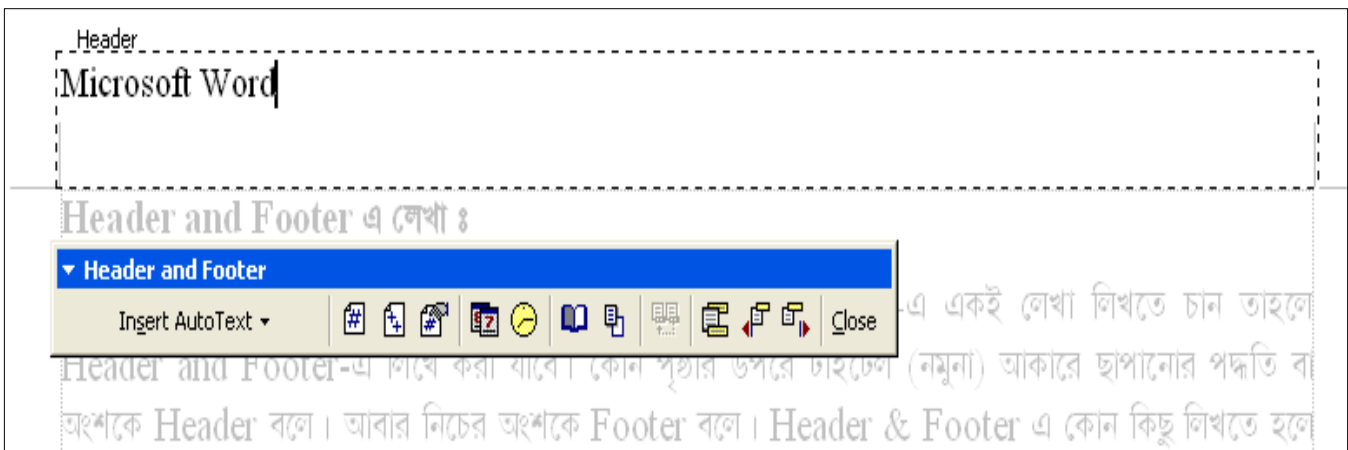 Header
Microsoft Word
Header and Footer এ লেখা ঃ
Header and Footer
Insert AutoText
Close
-এ একই লেখা লিখতে চান তাহলে
Header and Footer-এ লিখে করা যাবে। কোন পৃষ্ঠার উপরে টাইটেল (নমুনা) আকারে ছাপানোর পদ্ধতি বা
অংশকে Header বলে। আবার নিচের অংশকে Footer বলে। Header & Footer এ কোন কিছু লিখতে হলে